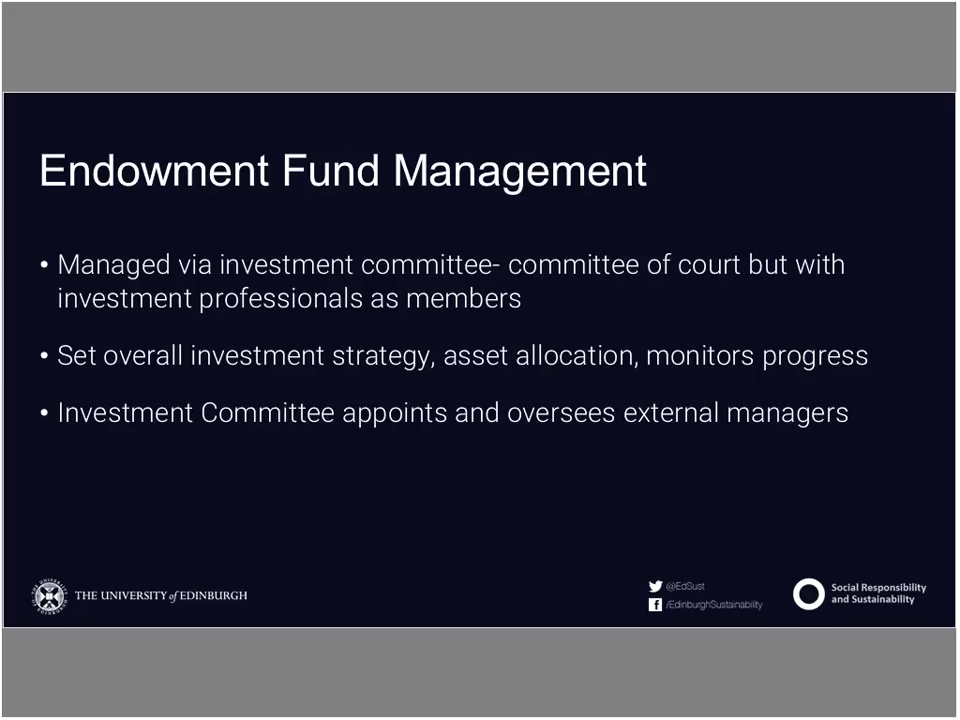 Endowment Fund Management
• Managed via investment committee- committee of court but with
investment professionals as members
• Set overall investment strategy, asset allocation, monitors progress
• Investment Committee appoints and oversees external managers
THE UNIVERSITY of EDINBURGH
@EdSust
/EdinburghSustainability
Social Responsibility
and Sustainability